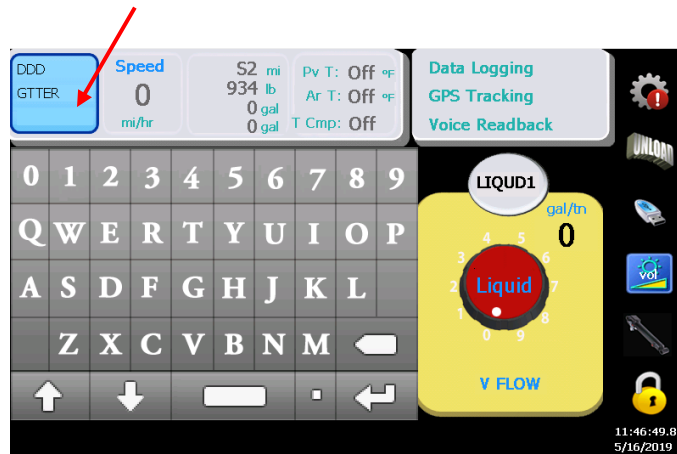 DDD
GTTER
Speed
0
mi/hr
S2 mi
934 lb
0 gal
0 gal
Pv T: Off ºF
Ar T: Off ºF
T Cmp: Off
Data Logging
GPS Tracking
Voice Readback
UNLOAD
0 1 2 3 4 5 6 7 8 9
Q W E R T Y U I O P
A S D F G H J K L
Z X C V B N M
.
LIQUD1
gal/tn
0
0 1 2 3 4 5 6 7 8 9
Liquid
V FLOW
vol
11:46:49.8
5/16/2019